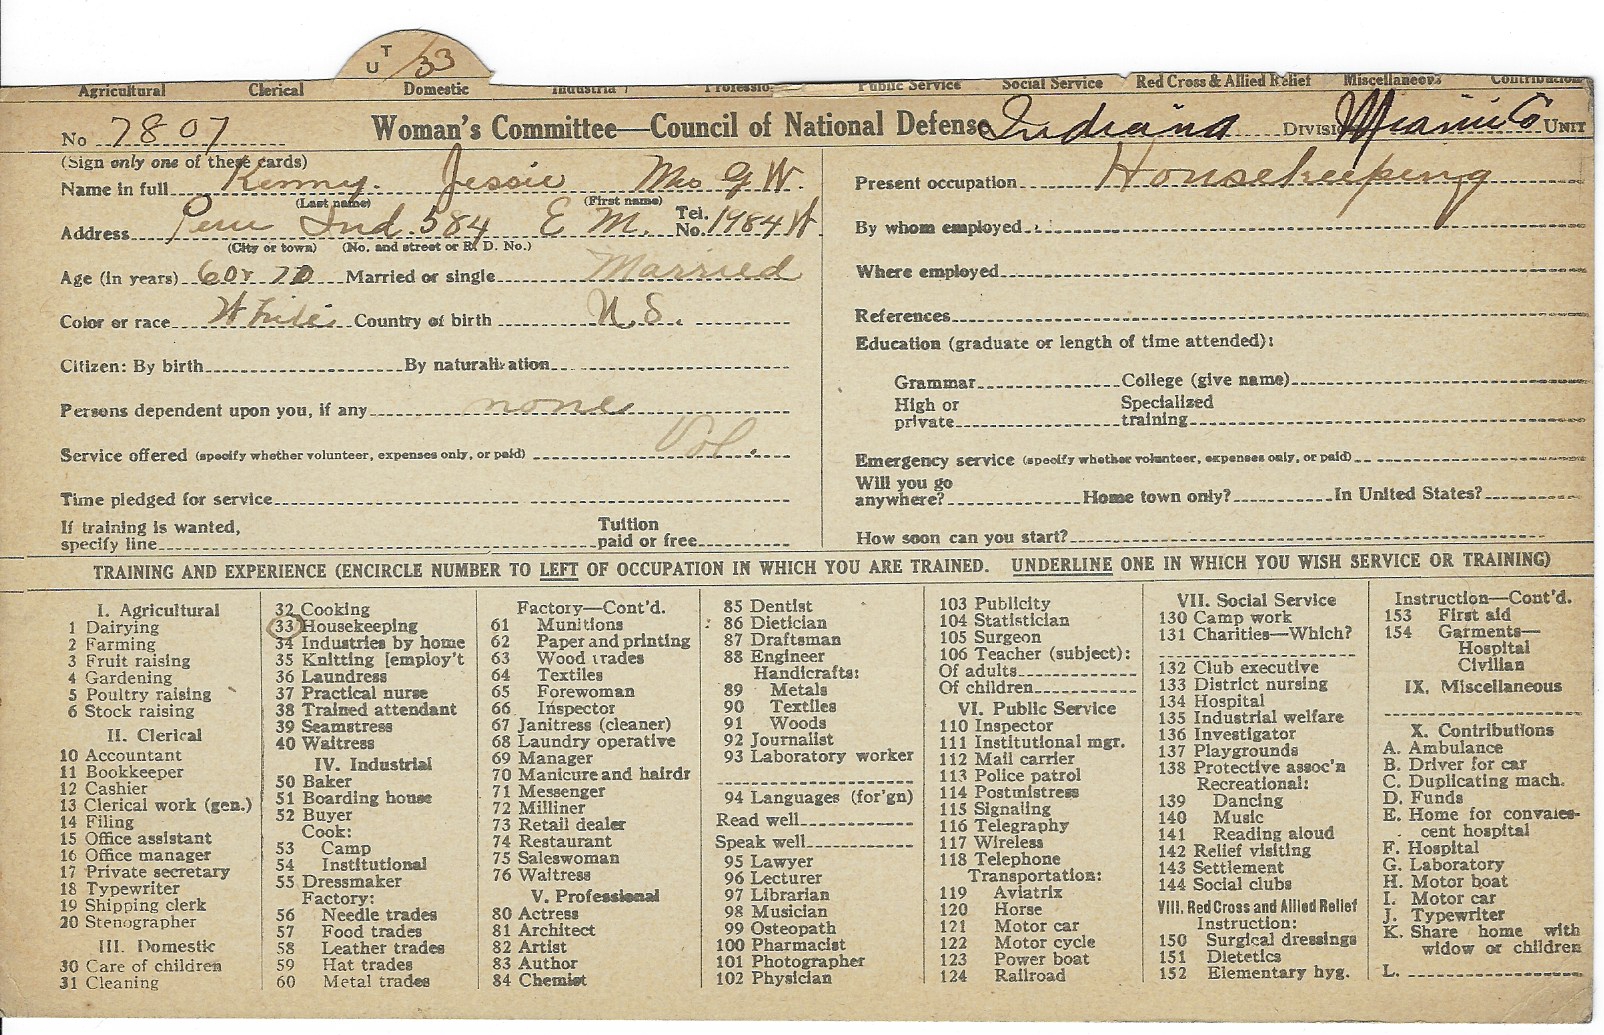 T
U 33
Agricultural Clerical Domestic Industrial Professio Public Service Social Service Red Cross & Allied Relief Miscellaneous Contributions
No 7807 Woman's Committee—Council of National Defense Indiana Division Miami Co Unit
(Sign only one of these cards)
Name in full Kenny. Jessie Mrs G W.
(Last name) (First name)
Address Peru Ind. 584 E M. Tel. No. 1984 W
(City or town) (No. and street or R. D. No.)
Age (in years) 60 r 70 Married or single Married
Color or race White Country of birth U.S.
Citizen: By birth By naturalization
Persons dependent upon you, if any none
Service offered (specify whether volunteer, expenses only, or paid) Vol.
Time pledged for service
If training is wanted,
specify line Tuition paid or free
Present occupation Housekeeping
By whom employed
Where employed
References
Education (graduate or length of time attended):
Grammar College (give name)
High or private Specialized training
Emergency service (specify whether volunteer, expenses only, or paid)
Will you go anywhere? Home town only? In United States?
How soon can you start?
TRAINING AND EXPERIENCE (ENCIRCLE NUMBER TO LEFT OF OCCUPATION IN WHICH YOU ARE TRAINED. UNDERLINE ONE IN WHICH YOU WISH SERVICE OR TRAINING)
I. Agricultural
1 Dairying
2 Farming
3 Fruit raising
4 Gardening
5 Poultry raising
6 Stock raising
II. Clerical
10 Accountant
11 Bookkeeper
12 Cashier
13 Clerical work (gen.)
14 Filing
15 Office assistant
16 Office manager
17 Private secretary
18 Typewriter
19 Shipping clerk
20 Stenographer
III. Domestic
30 Care of children
31 Cleaning
32 Cooking
33 Housekeeping
34 Industries by home
35 Knitting [employ't
36 Laundress
37 Practical nurse
38 Trained attendant
39 Seamstress
40 Waitress
IV. Industrial
50 Baker
51 Boarding house
52 Buyer
Cook:
53 Camp
54 Institutional
55 Dressmaker
Factory:
56 Needle trades
57 Food trades
58 Leather trades
59 Hat trades
60 Metal trades
Factory—Cont'd.
61 Munitions
62 Paper and printing
63 Wood trades
64 Textiles
65 Forewoman
66 Inspector
67 Janitress (cleaner)
68 Laundry operative
69 Manager
70 Manicure and hairdr
71 Messenger
72 Milliner
73 Retail dealer
74 Restaurant
75 Saleswoman
76 Waitress
V. Professional
80 Actress
81 Architect
82 Artist
83 Author
84 Chemist
85 Dentist
86 Dietician
87 Draftsman
88 Engineer
Handicrafts:
89 Metals
90 Textiles
91 Woods
92 Journalist
93 Laboratory worker
94 Languages (for'gn)
Read well
Speak well
95 Lawyer
96 Lecturer
97 Librarian
98 Musician
99 Osteopath
100 Pharmacist
101 Photographer
102 Physician
103 Publicity
104 Statistician
105 Surgeon
106 Teacher (subject):
Of adults
Of children
VI. Public Service
110 Inspector
111 Institutional mgr.
112 Mail carrier
113 Police patrol
114 Postmistress
115 Signaling
116 Telegraphy
117 Wireless
118 Telephone
Transportation:
119 Aviatrix
120 Horse
121 Motor car
122 Motor cycle
123 Power boat
124 Railroad
VII. Social Service
130 Camp work
131 Charities—Which?
132 Club executive
133 District nursing
134 Hospital
135 Industrial welfare
136 Investigator
137 Playgrounds
138 Protective assoc'n
Recreational:
139 Dancing
140 Music
141 Reading aloud
142 Relief visiting
143 Settlement
144 Social clubs
VIII. Red Cross and Allied Relief
Instruction:
150 Surgical dressings
151 Dietetics
152 Elementary hyg.
Instruction—Cont'd.
153 First aid
154 Garments—
Hospital
Civilian
IX. Miscellaneous
X. Contributions
A. Ambulance
B. Driver for car
C. Duplicating mach.
D. Funds
E. Home for convales-
cent hospital
F. Hospital
G. Laboratory
H. Motor boat
I. Motor car
J. Typewriter
K. Share home with
widow or children
L.